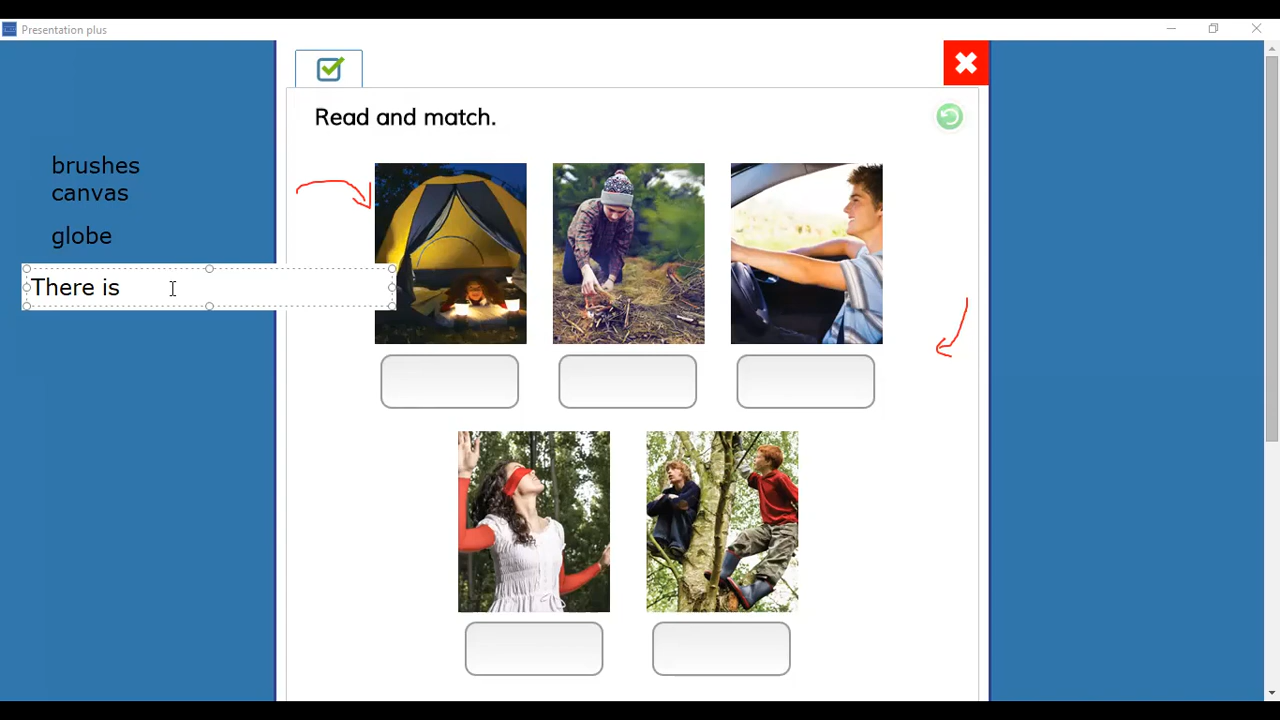 Presentation plus
Read and match.
brushes
canvas
globe
There is